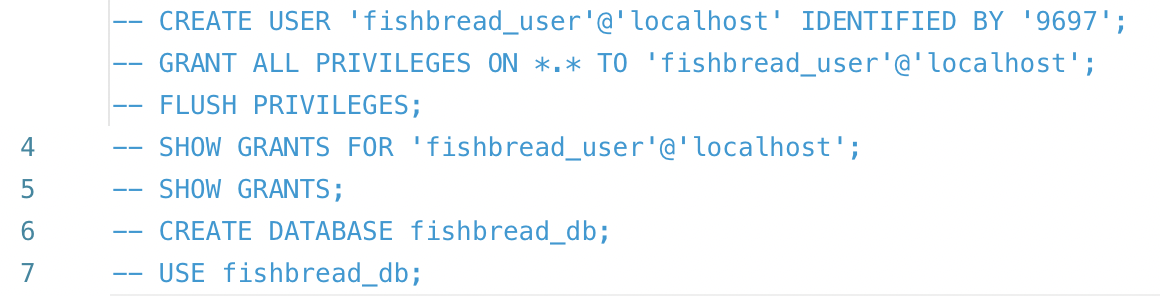 -- CREATE USER 'fishbread_user'@'localhost' IDENTIFIED BY '9697';
-- GRANT ALL PRIVILEGES ON *.* TO 'fishbread_user'@'localhost';
-- FLUSH PRIVILEGES;
4 -- SHOW GRANTS FOR 'fishbread_user'@'localhost';
5 -- SHOW GRANTS;
6 -- CREATE DATABASE fishbread_db;
7 -- USE fishbread_db;